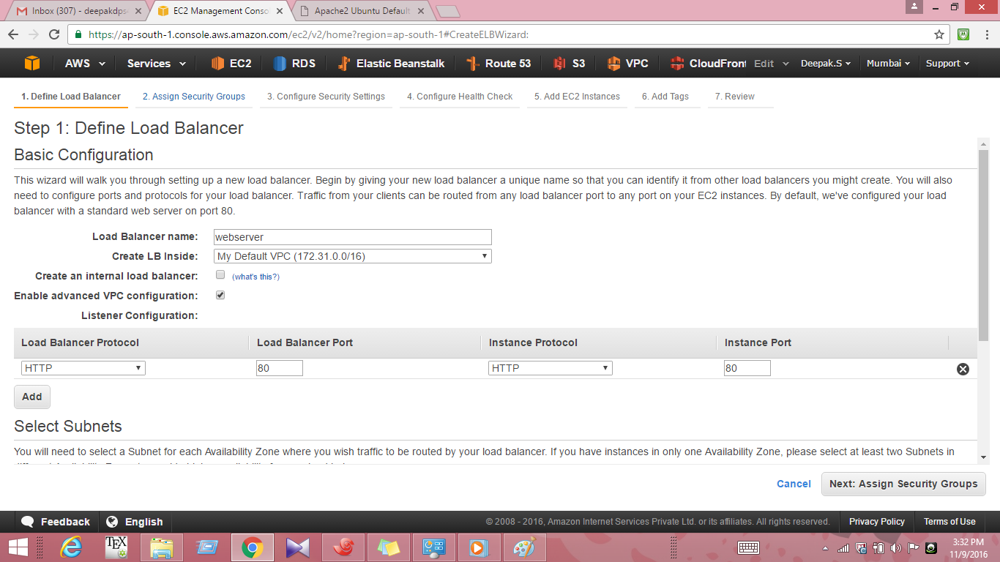 Inbox (307) - deepakdps
EC2 Management Conso
Apache2 Ubuntu Default
https://ap-south-1.console.aws.amazon.com/ec2/v2/home?region=ap-south-1#CreateELBWizard:
AWS Services EC2 RDS Elastic Beanstalk Route 53 S3 VPC CloudFront Edit Deepak.S Mumbai Support
1. Define Load Balancer 2. Assign Security Groups 3. Configure Security Settings 4. Configure Health Check 5. Add EC2 Instances 6. Add Tags 7. Review
Step 1: Define Load Balancer
Basic Configuration
This wizard will walk you through setting up a new load balancer. Begin by giving your new load balancer a unique name so that you can identify it from other load balancers you might create. You will also
need to configure ports and protocols for your load balancer. Traffic from your clients can be routed from any load balancer port to any port on your EC2 instances. By default, we've configured your load
balancer with a standard web server on port 80.
Load Balancer name: webserver
Create LB Inside: My Default VPC (172.31.0.0/16)
Create an internal load balancer: (what's this?)
Enable advanced VPC configuration:
Listener Configuration:
Load Balancer Protocol Load Balancer Port Instance Protocol Instance Port
HTTP 80 HTTP 80
Add
Select Subnets
You will need to select a Subnet for each Availability Zone where you wish traffic to be routed by your load balancer. If you have instances in only one Availability Zone, please select at least two Subnets in
Cancel Next: Assign Security Groups
Feedback English © 2008 - 2016, Amazon Internet Services Private Ltd. or its affiliates. All rights reserved. Privacy Policy Terms of Use
TEX
3:32 PM
11/9/2016